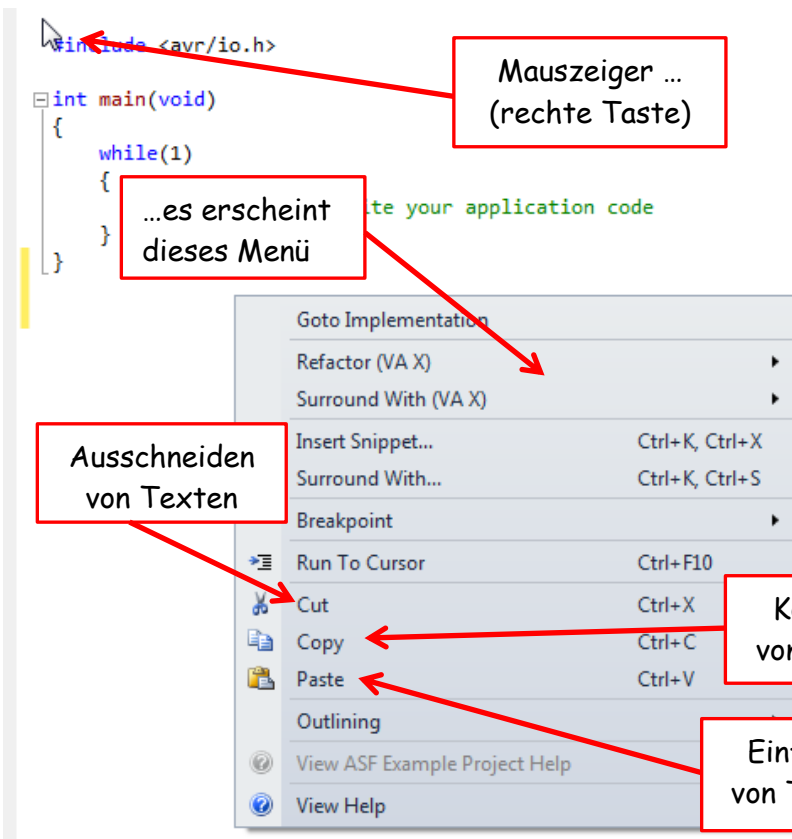 #include <avr/io.h>
Mauszeiger …
(rechte Taste)
int main(void)
{
while(1)
{
…es erscheint
dieses Menü
your application code
}
}
Goto Implementation
Refactor (VA X)
Surround With (VA X)
Insert Snippet... Ctrl+K, Ctrl+X
Surround With... Ctrl+K, Ctrl+S
Ausschneiden
von Texten
Breakpoint
Run To Cursor Ctrl+F10
Cut Ctrl+X
Copy Ctrl+C
Paste Ctrl+V
Outlining
View ASF Example Project Help
View Help
von